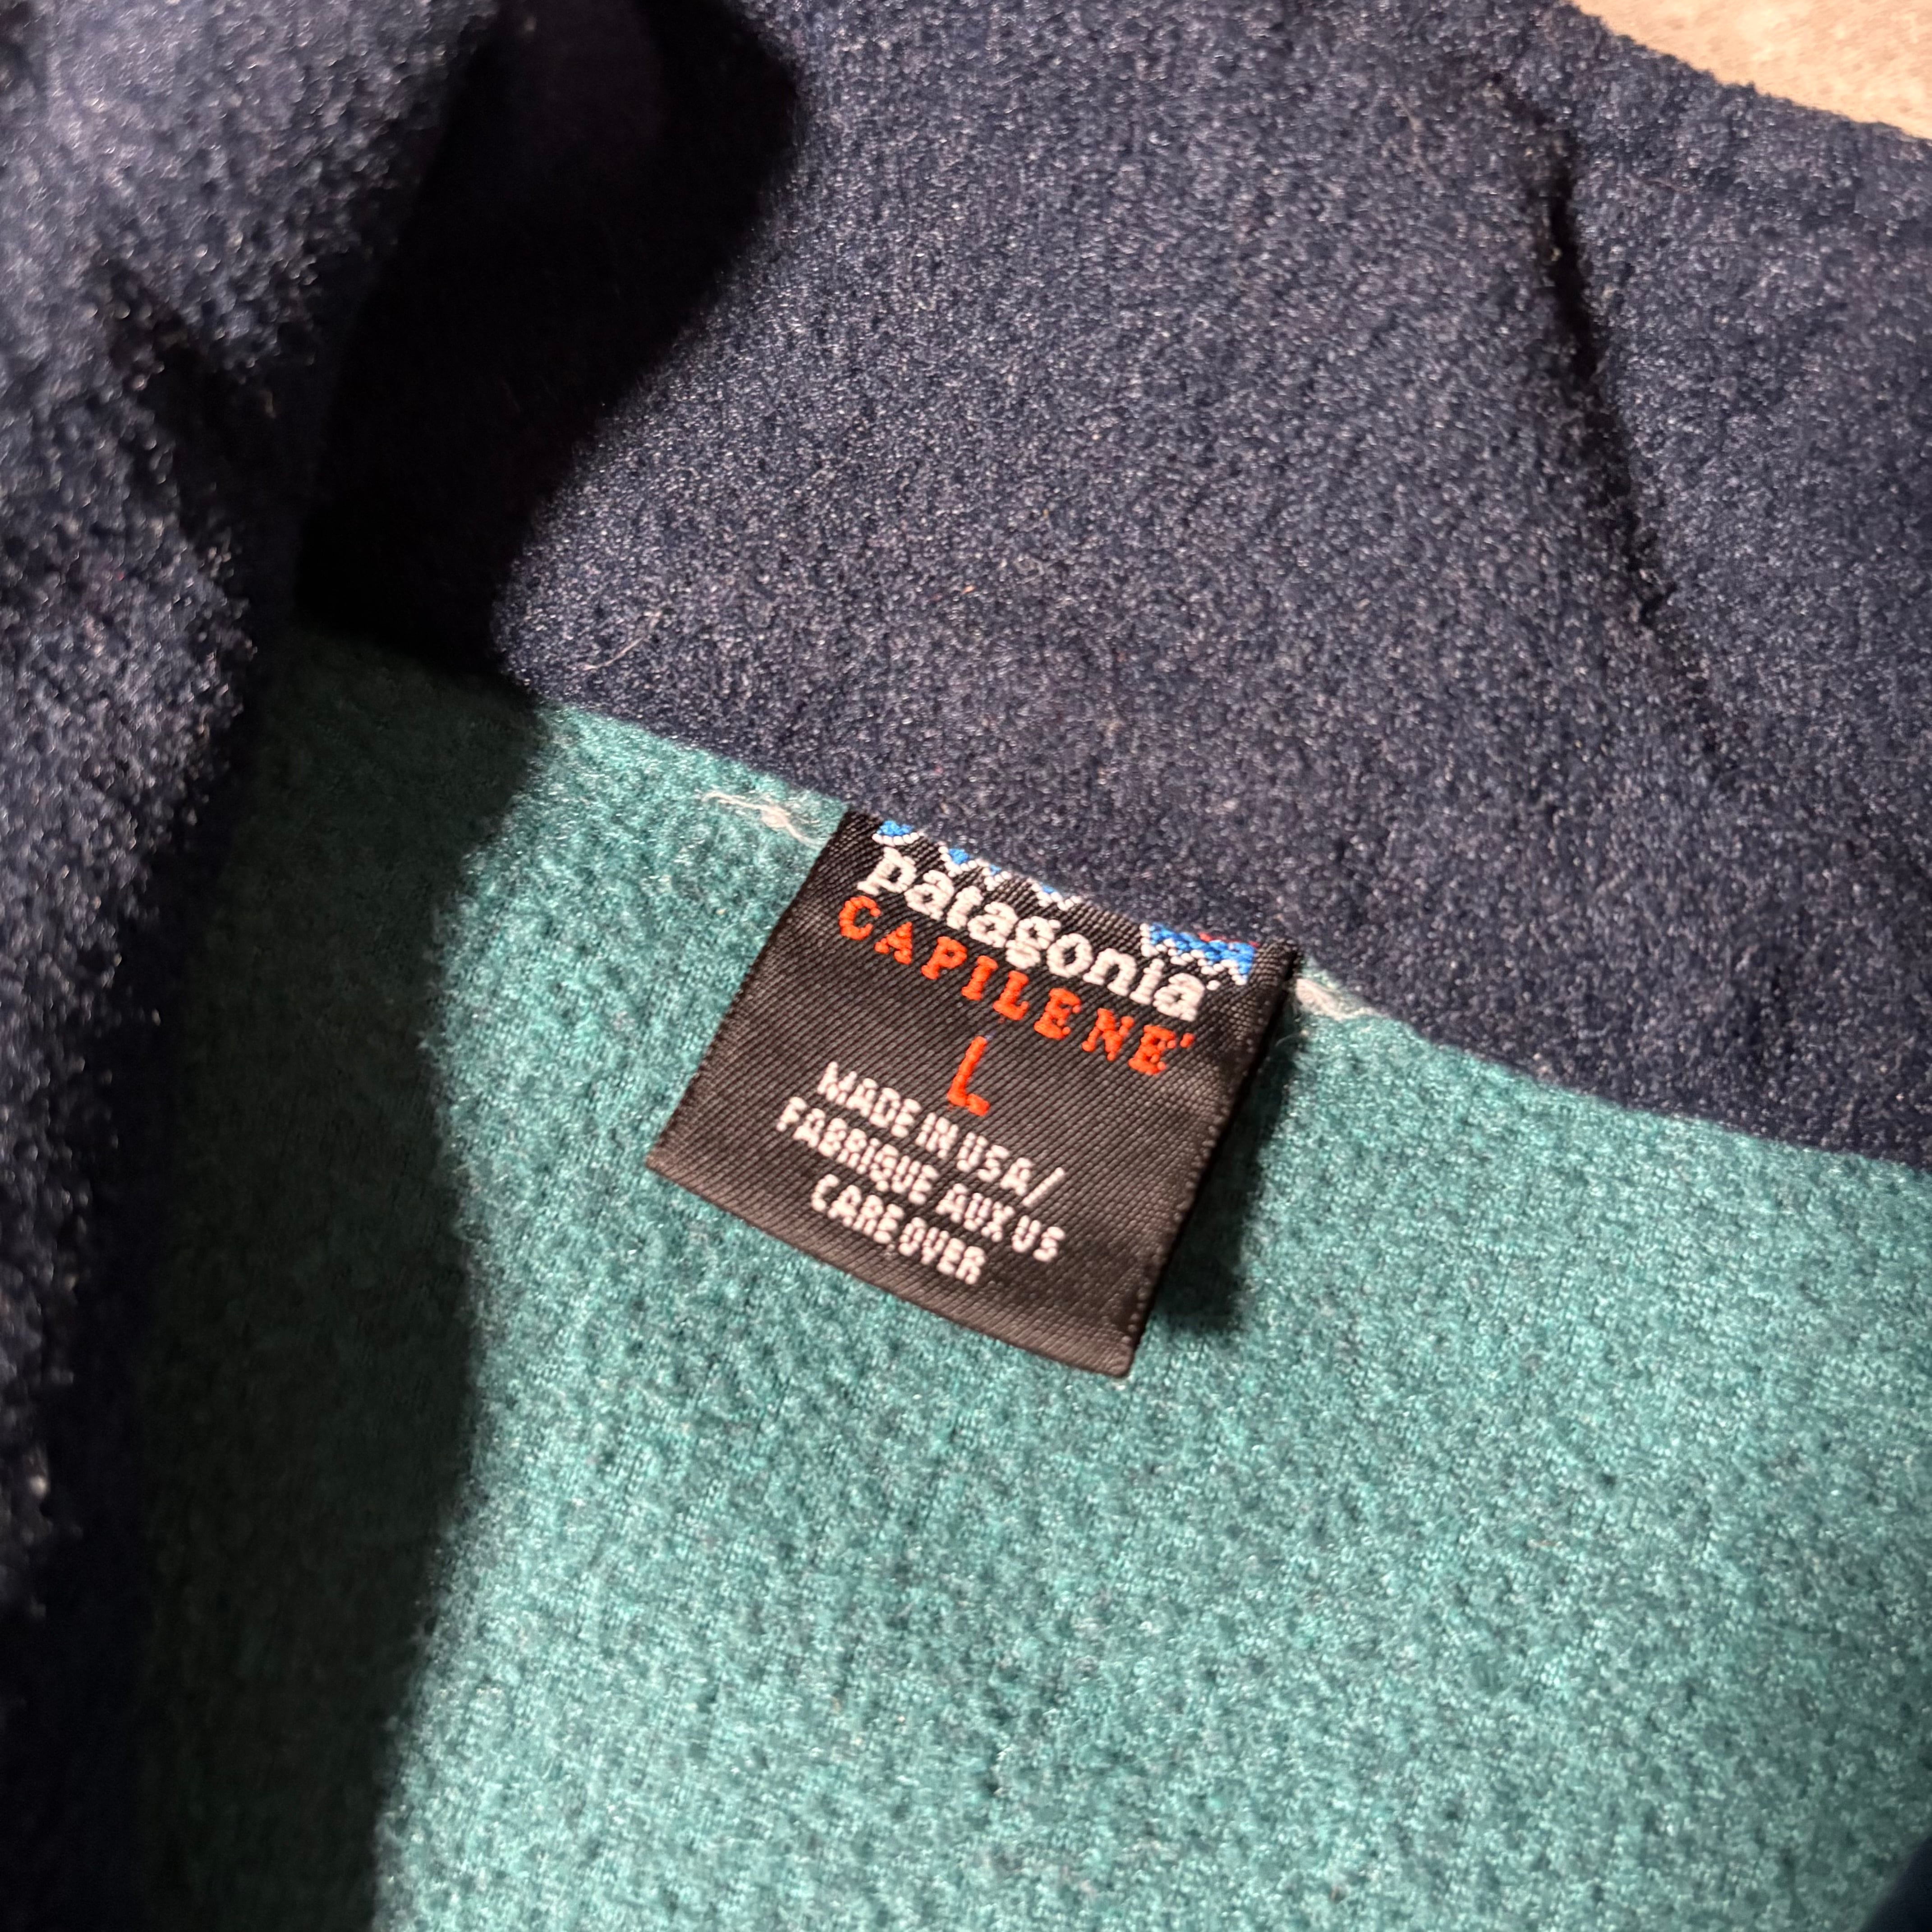 patagonia
CAPILENE
L
MADE IN USA/
FABRIQUE AUX US
CARE OVER